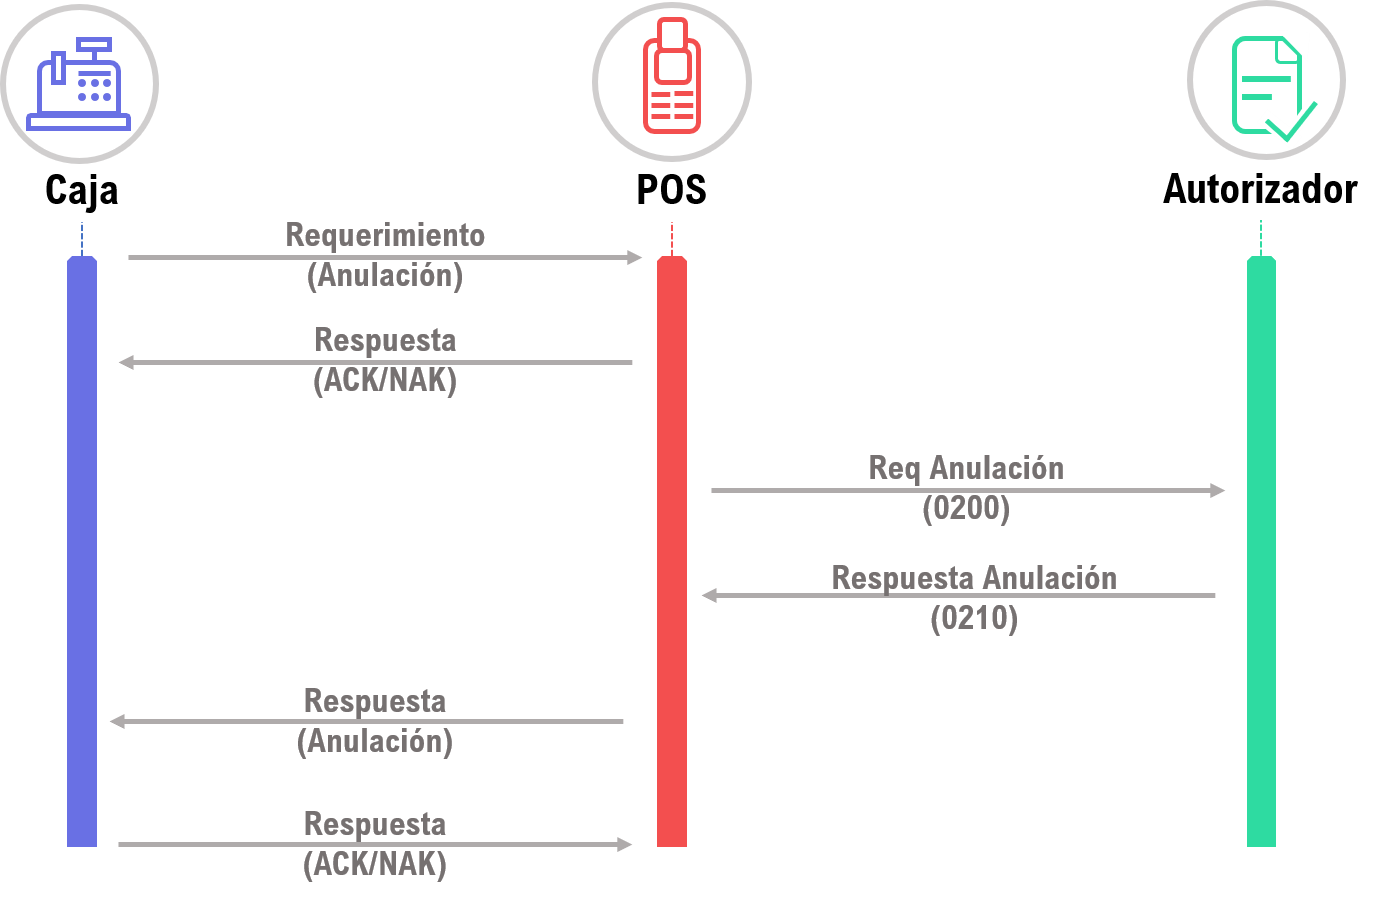 Caja
POS
Autorizador
Requerimiento
(Anulación)
Respuesta
(ACK/NAK)
Req Anulación
(0200)
Respuesta Anulación
(0210)
Respuesta
(Anulación)
Respuesta
(ACK/NAK)